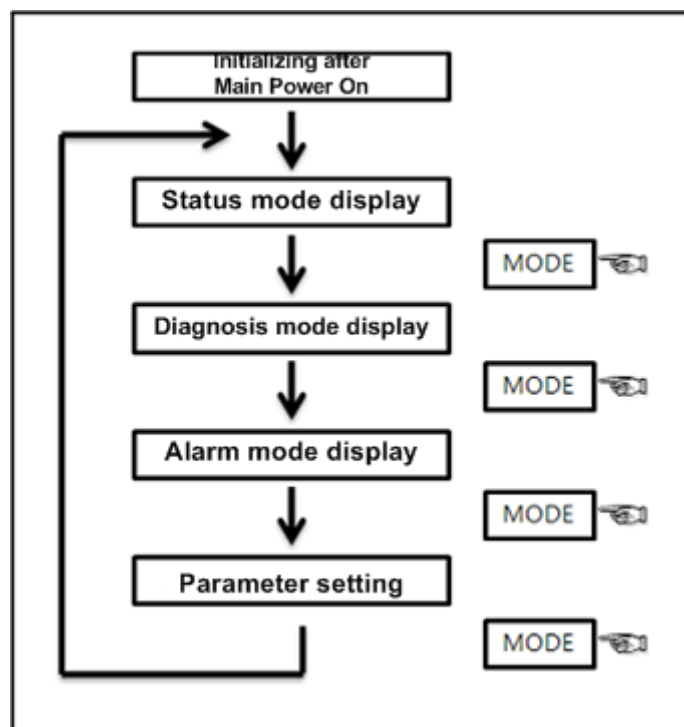 Initializing after
Main Power On
Status mode display
MODE
Diagnosis mode display
MODE
Alarm mode display
MODE
Parameter setting
MODE